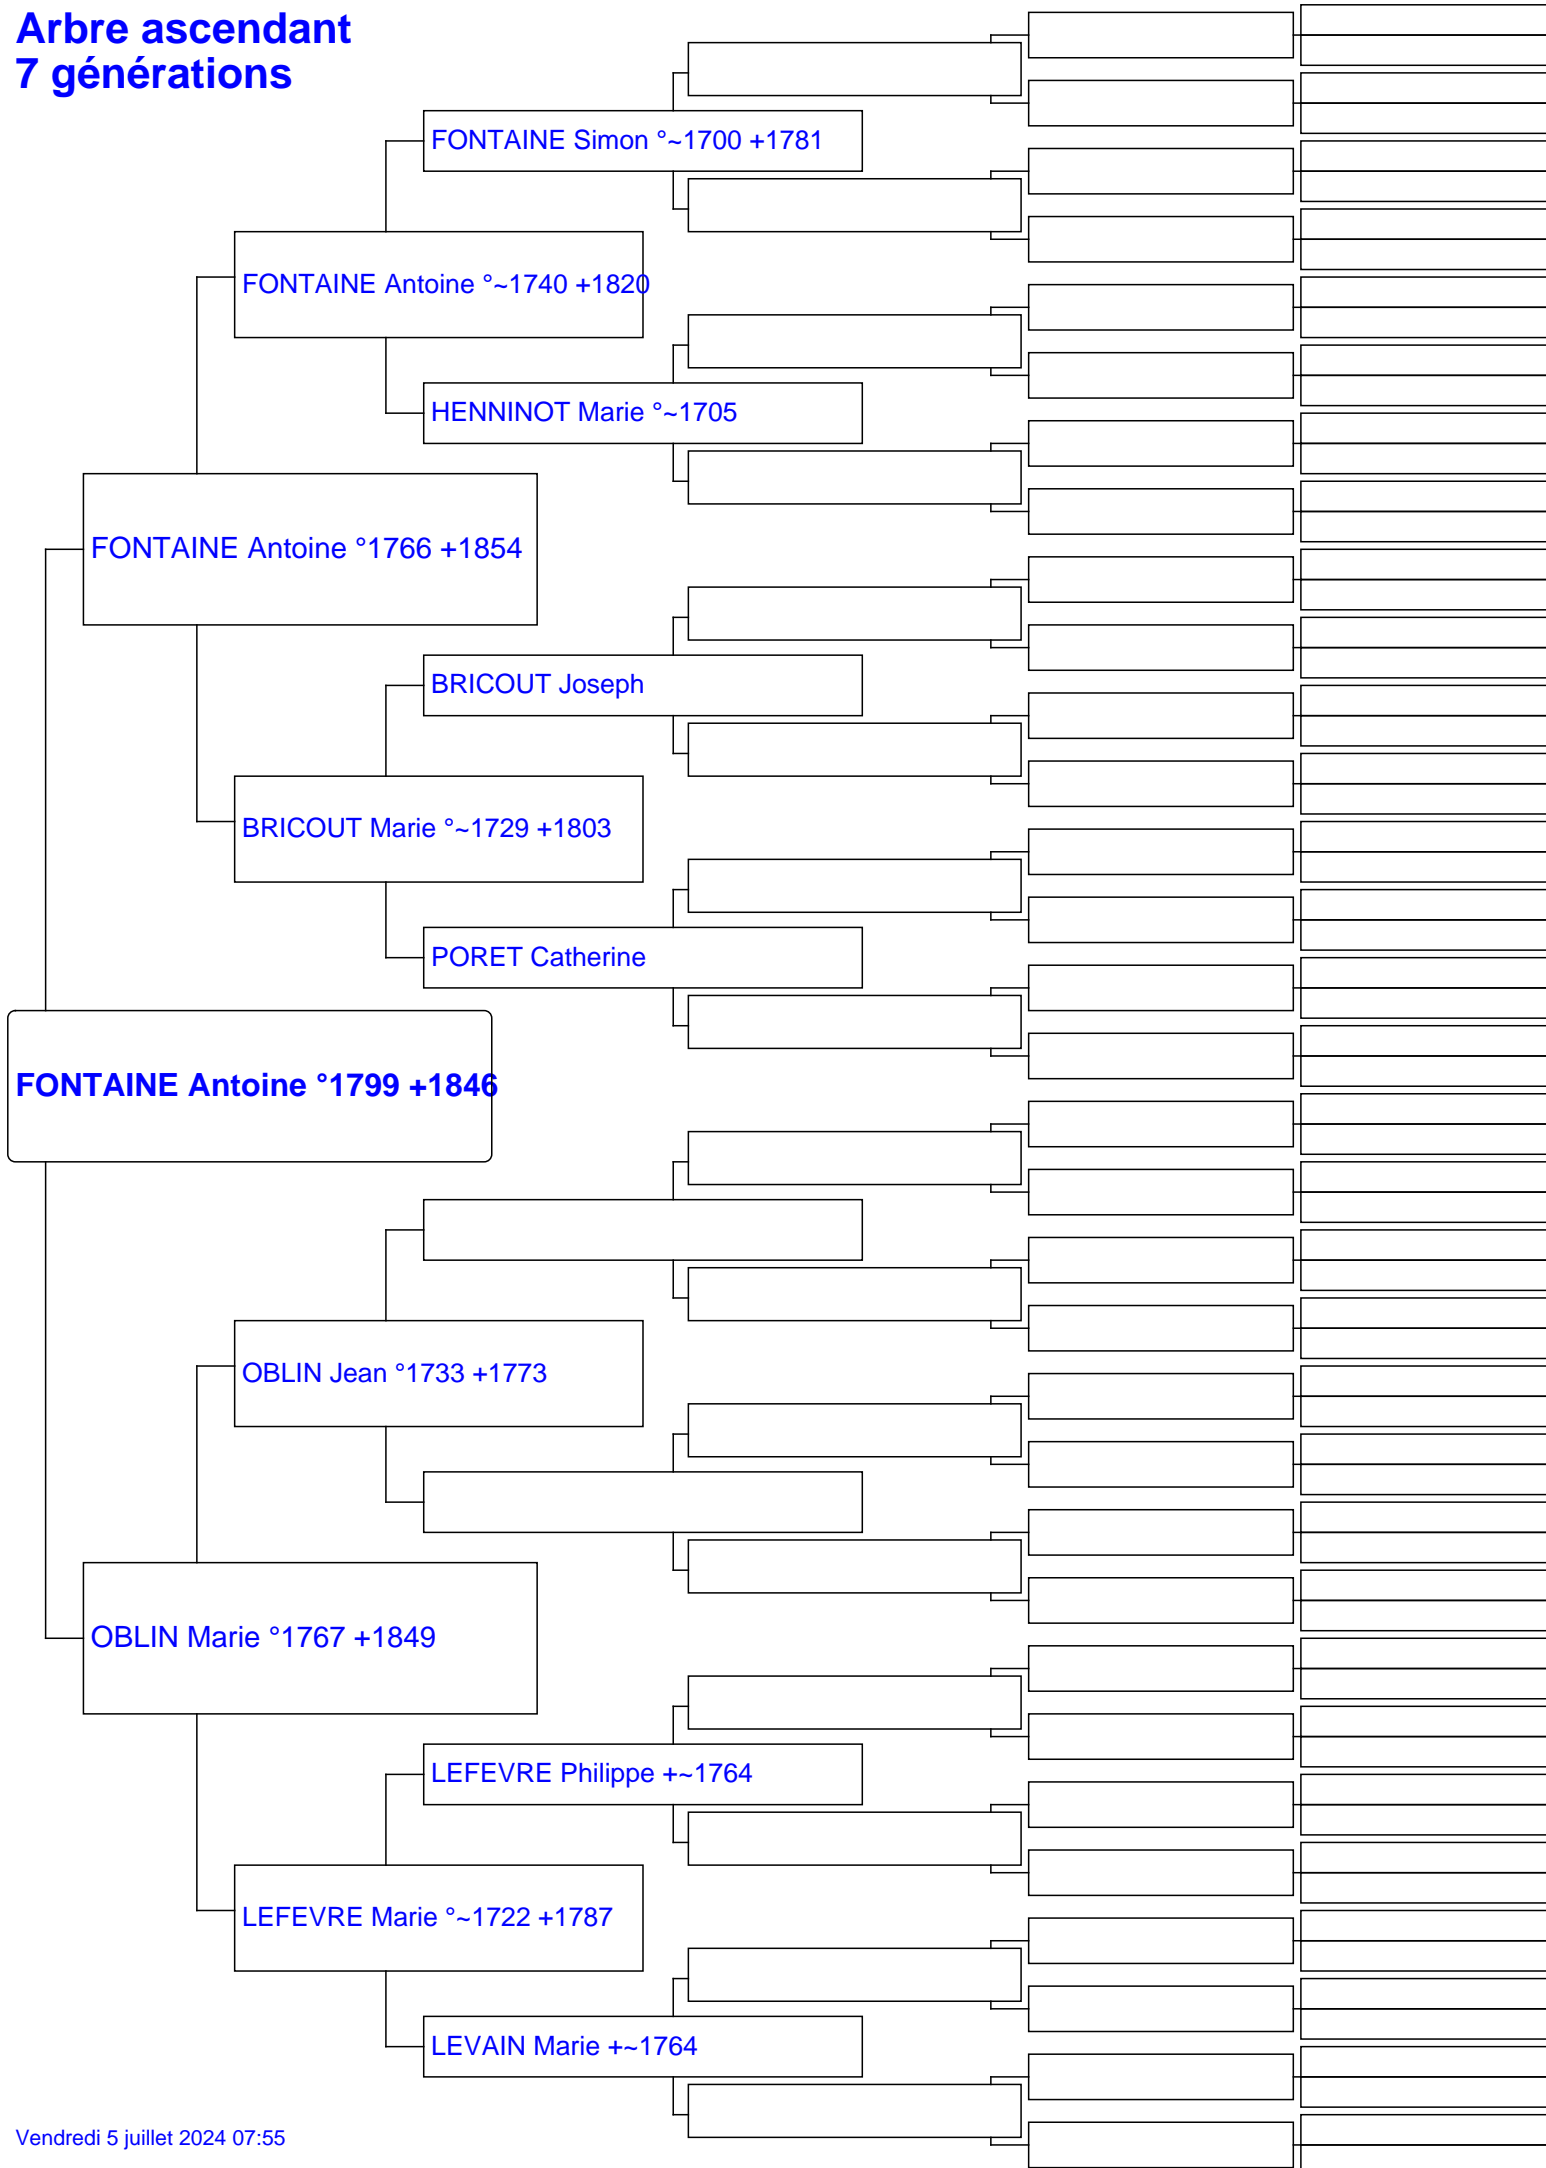 Arbre ascendant
7 générations
FONTAINE Simon °~1700 +1781
FONTAINE Antoine °~1740 +1820
HENNINOT Marie °~1705
FONTAINE Antoine °1766 +1854
BRICOUT Joseph
BRICOUT Marie °~1729 +1803
PORET Catherine
FONTAINE Antoine °1799 +1846
OBLIN Jean °1733 +1773
OBLIN Marie °1767 +1849
LEFEVRE Philippe +~1764
LEFEVRE Marie °~1722 +1787
LEVAIN Marie +~1764
Vendredi 5 juillet 2024 07:55